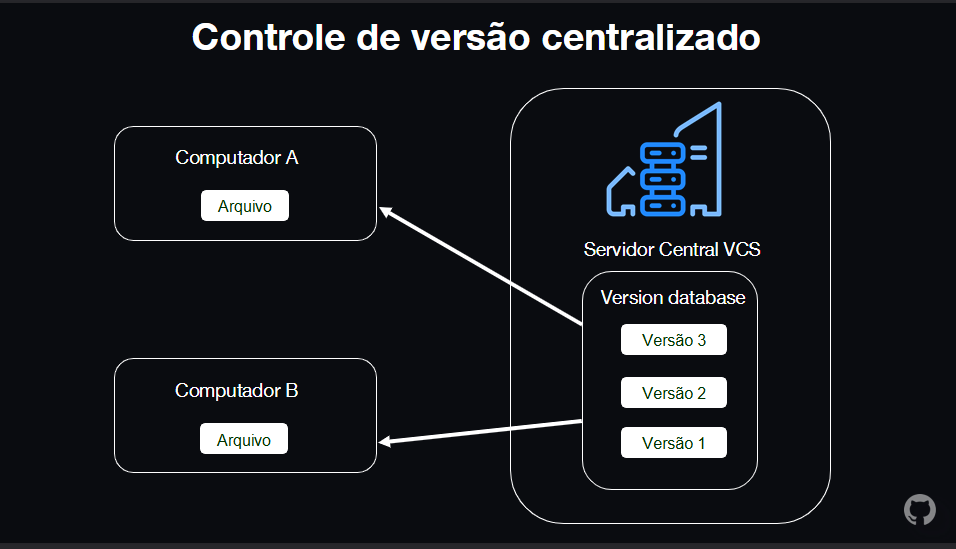 Controle de versão centralizado
Computador A
Arquivo
Computador B
Arquivo
Servidor Central VCS
Version database
Versão 3
Versão 2
Versão 1